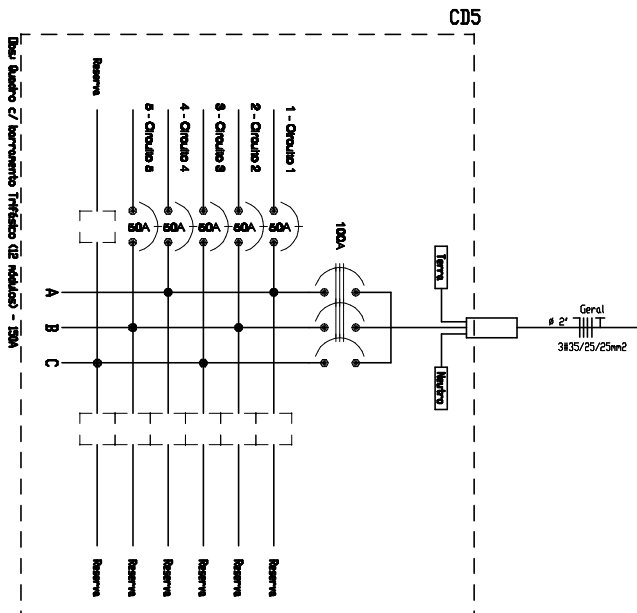 CD5
Obs: Quadro c/ barramento Trifásico (12 módulos) - 150A
Reserva
5 - Circuito 5
4 - Circuito 4
3 - Circuito 3
2 - Circuito 2
1 - Circuito 1
50A
50A
50A
50A
50A
100A
A
B
C
Terra
Neutro
Geral
ø 2"
3#35/25/25mm2
Reserva
Reserva
Reserva
Reserva
Reserva
Reserva